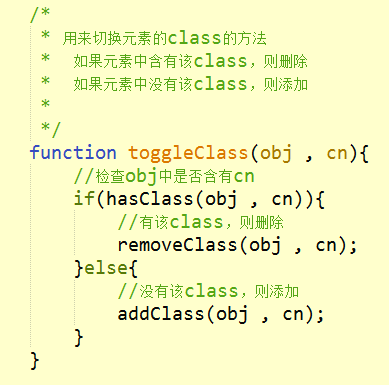 /*
 * 用来切换元素的class的方法
 *  如果元素中含有该class，则删除
 *  如果元素中没有该class，则添加
 *
 */
function toggleClass(obj , cn){
    //检查obj中是否含有cn
    if(hasClass(obj , cn)){
        //有该class，则删除
        removeClass(obj , cn);
    }else{
        //没有该class，则添加
        addClass(obj , cn);
    }
}